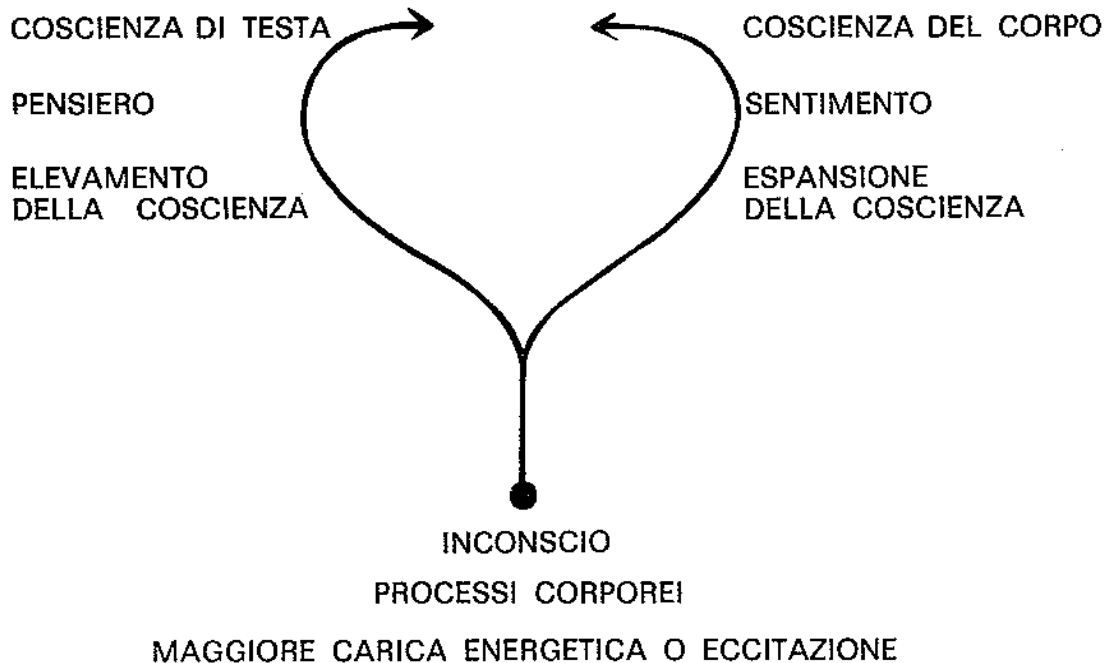 COSCIENZA DI TESTA
PENSIERO
ELEVAMENTO
DELLA COSCIENZA
COSCIENZA DEL CORPO
SENTIMENTO
ESPANSIONE
DELLA COSCIENZA
INCONSCIO
PROCESSI CORPOREI
MAGGIORE CARICA ENERGETICA O ECCITAZIONE